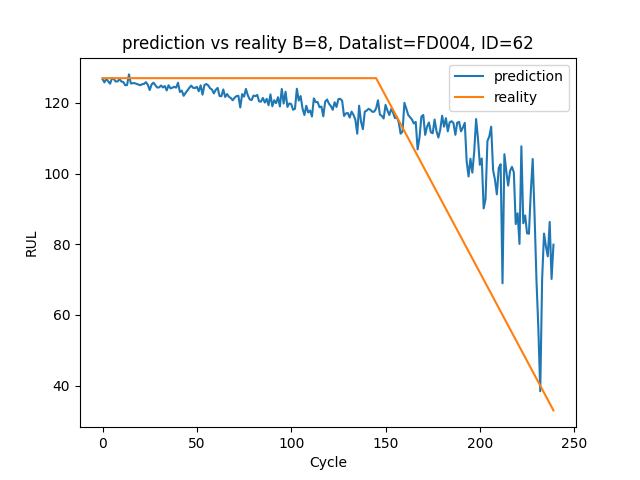 prediction vs reality B=8, Datalist=FD004, ID=62
prediction
reality
RUL
120
100
80
60
40
0
50
100
150
200
250
Cycle